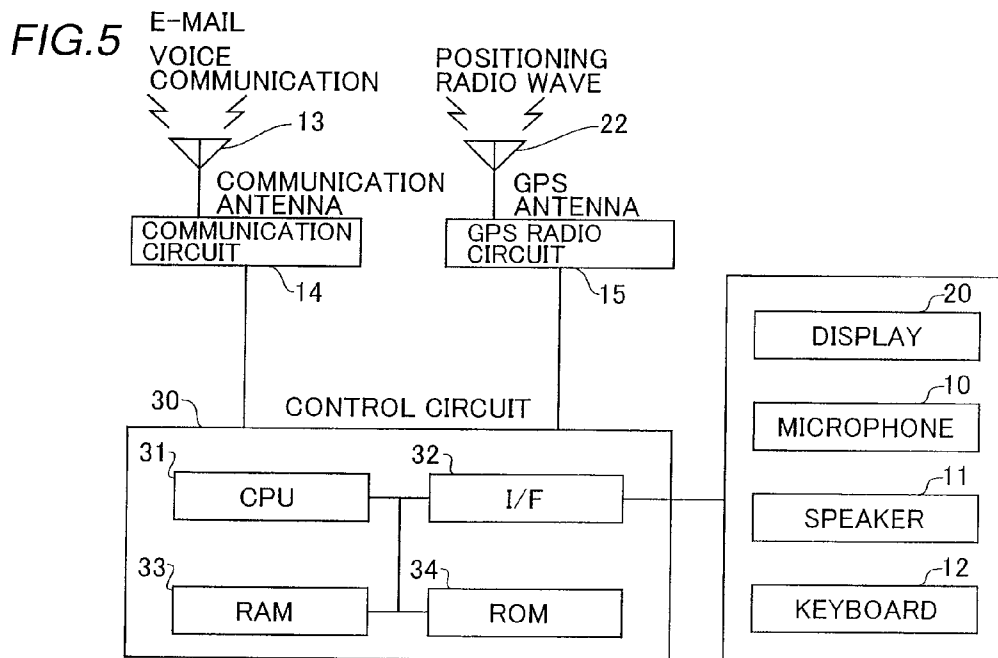 FIG.5
E-MAIL
VOICE
COMMUNICATION
POSITIONING
RADIO WAVE
13
22
COMMUNICATION
ANTENNA
GPS
ANTENNA
COMMUNICATION
CIRCUIT
GPS RADIO
CIRCUIT
14
15
20
DISPLAY
10
MICROPHONE
11
SPEAKER
12
KEYBOARD
30
CONTROL CIRCUIT
31
CPU
32
I/F
33
RAM
34
ROM